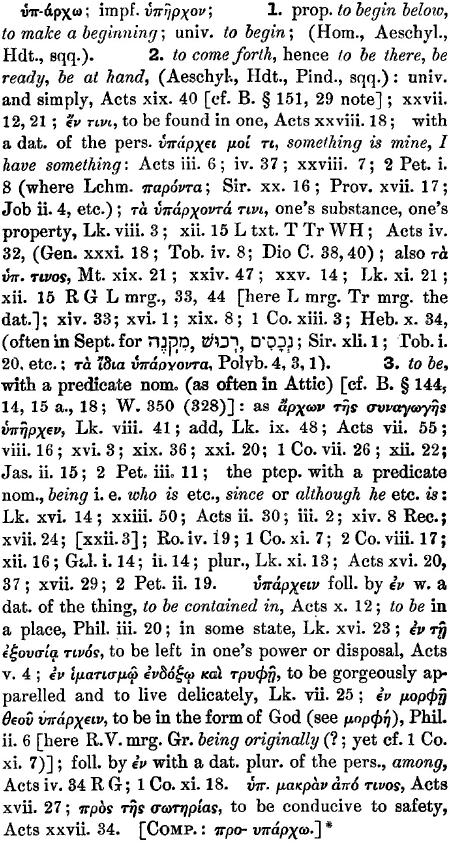 ὑπ-άρχω; impf. ὑπῆρχον; 1. prop. to begin below,
to make a beginning; univ. to begin; (Hom., Aeschyl.,
Hdt., sqq.). 2. to come forth, hence to be there, be
ready, be at hand, (Aeschyl., Hdt., Pind., sqq.): univ.
and simply, Acts xix. 40 [cf. B. § 151, 29 note]; xxvii.
12, 21; ἔν τινι, to be found in one, Acts xxviii. 18; with
a dat. of the pers. ὑπάρχει μοί τι, something is mine, I
have something: Acts iii. 6; iv. 37; xxviii. 7; 2 Pet. i.
8 (where Lchm. παρόντα; Sir. xx. 16; Prov. xvii. 17;
Job ii. 4, etc.); τὰ ὑπάρχοντά τινι, one's substance, one's
property, Lk. viii. 3; xii. 15 L txt. T Tr WH; Acts iv.
32, (Gen. xxxi. 18; Tob. iv. 8; Dio C. 38, 40); also τὰ
ὑπ. τινος, Mt. xix. 21; xxiv. 47; xxv. 14; Lk. xi. 21;
xii. 15 R G L mrg., 33, 44 [here L mrg. Tr mrg. the
dat.]; xiv. 33; xvi. 1; xix. 8; 1 Co. xiii. 3; Heb. x. 34,
(often in Sept. for מִקְנֶה, רְכוּשׁ, נְכָסִים; Sir. xli. 1; Tob. i.
20, etc.; τὰ ἴδια ὑπάρχοντα, Polyb. 4, 3, 1). 3. to be,
with a predicate nom. (as often in Attic) [cf. B. § 144,
14, 15 a., 18; W. 350 (328)]: as ἄρχων τῆς συναγωγῆς
ὑπῆρχεν, Lk. viii. 41; add, Lk. ix. 48; Acts vii. 55;
viii. 16; xvi. 3; xix. 36; xxi. 20; 1 Co. vii. 26; xii. 22;
Jas. ii. 15; 2 Pet. iii. 11; the ptcp. with a predicate
nom., being i. e. who is etc., since or although he etc. is:
Lk. xvi. 14; xxiii. 50; Acts ii. 30; iii. 2; xiv. 8 Rec.;
xvii. 24; [xxii. 3]; Ro. iv. 19; 1 Co. xi. 7; 2 Co. viii. 17;
xii. 16; Gal. i. 14; ii. 14; plur., Lk. xi. 13; Acts xvi. 20,
37; xvii. 29; 2 Pet. ii. 19. ὑπάρχειν foll. by ἐν w. a
dat. of the thing, to be contained in, Acts x. 12; to be in
a place, Phil. iii. 20; in some state, Lk. xvi. 23; ἐν τῇ
ἐξουσίᾳ τινός, to be left in one's power or disposal, Acts
v. 4; ἐν ἱματισμῷ ἐνδόξῳ καὶ τρυφῇ, to be gorgeously ap-
parelled and to live delicately, Lk. vii. 25; ἐν μορφῇ
θεοῦ ὑπάρχειν, to be in the form of God (see μορφή), Phil.
ii. 6 [here R.V. mrg. Gr. being originally (?; yet cf. 1 Co.
xi. 7)]; foll. by ἐν with a dat. plur. of the pers., among,
Acts iv. 34 R G; 1 Co. xi. 18. ὑπ. μακρὰν ἀπό τινος, Acts
xvii. 27; πρὸς τῆς σωτηρίας, to be conducive to safety,
Acts xxvii. 34. [COMP.: προ-υπάρχω.]*